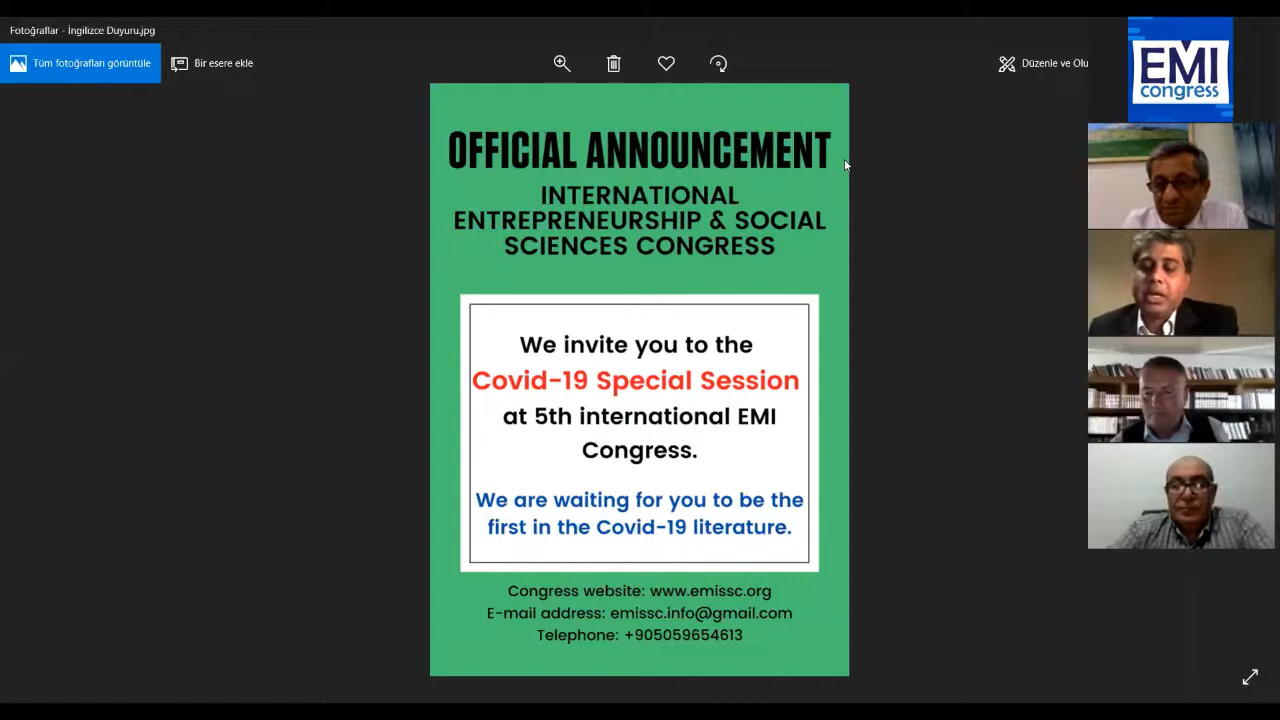 Fotoğraflar - İngilizce Duyuru.jpg
Tüm fotoğrafları görüntüle
Bir esere ekle
Düzenle ve Olu
EMI
congress
OFFICIAL ANNOUNCEMENT
INTERNATIONAL
ENTREPRENEURSHIP & SOCIAL
SCIENCES CONGRESS
We invite you to the
Covid-19 Special Session
at 5th international EMI
Congress.
We are waiting for you to be the
first in the Covid-19 literature.
Congress website: www.emissc.org
E-mail address: emissc.info@gmail.com
Telephone: +905059654613